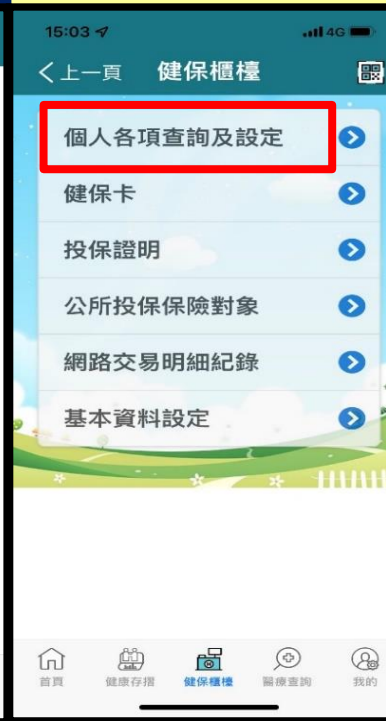 15:03
4G
上一頁 健保櫃檯
個人各項查詢及設定
健保卡
投保證明
公所投保保險對象
網路交易明細紀錄
基本資料設定
首頁 健康存摺 健保櫃檯 醫療查詢 我的